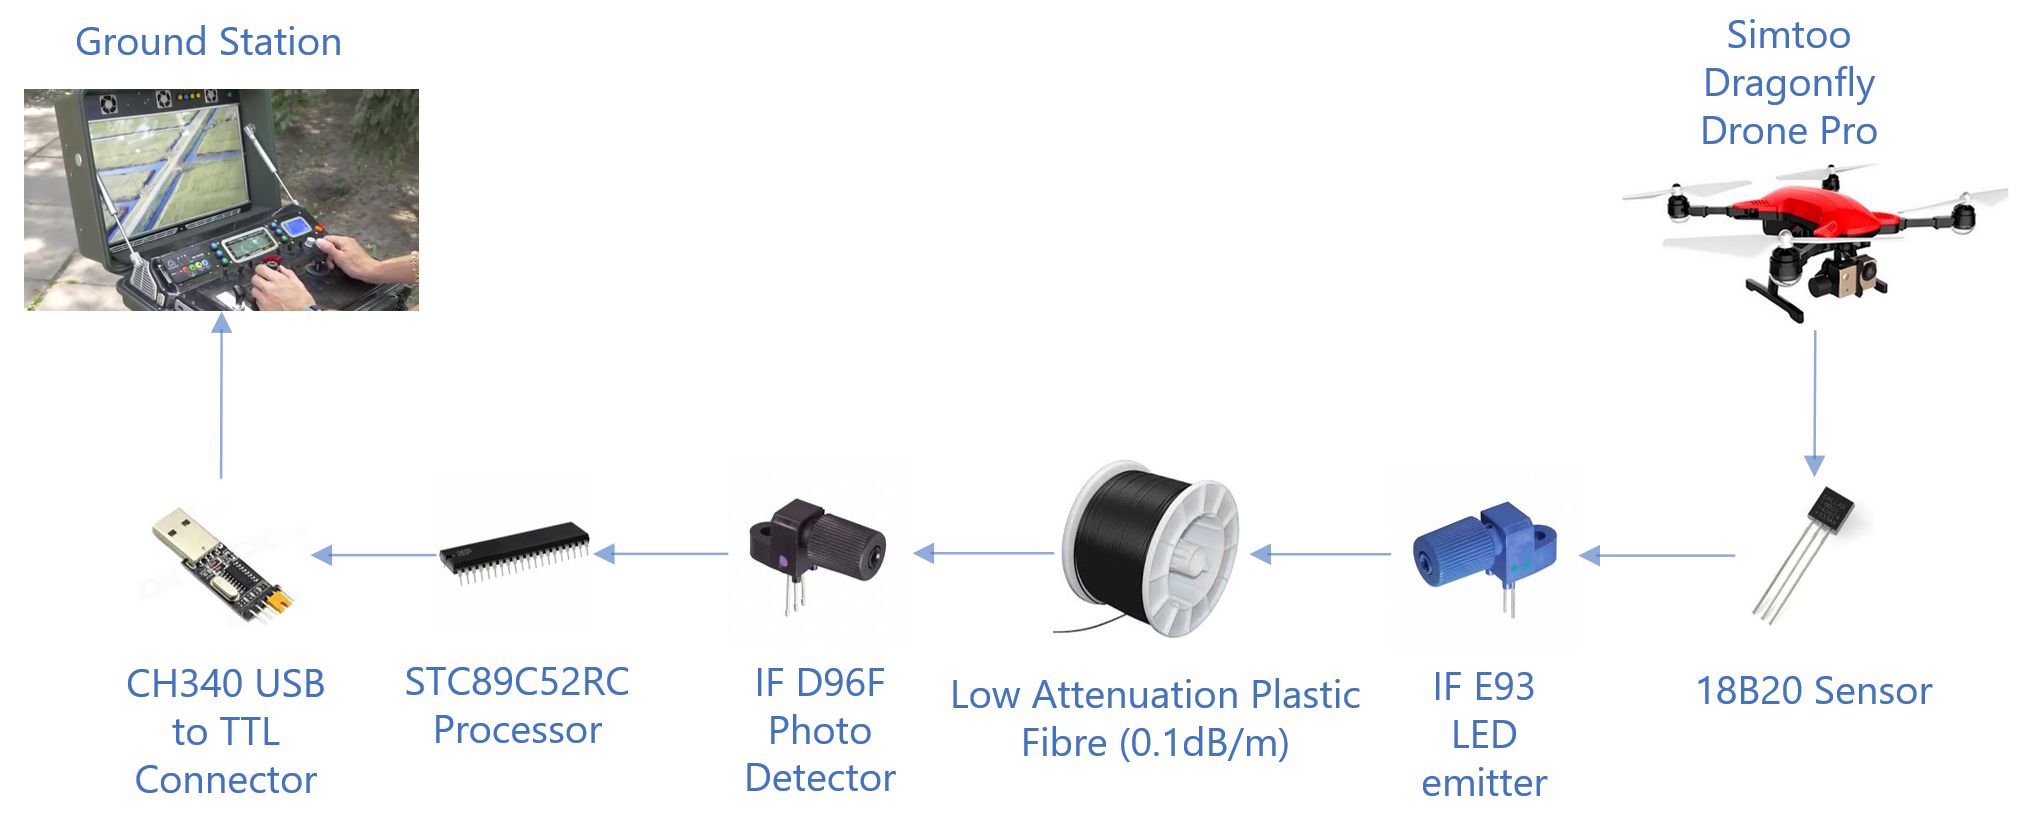 Ground Station
Simtoo
Dragonfly
Drone Pro
CH340 USB
to TTL
Connector
STC89C52RC
Processor
IF D96F
Photo
Detector
Low Attenuation Plastic
Fibre (0.1dB/m)
IF E93
LED
emitter
18B20 Sensor